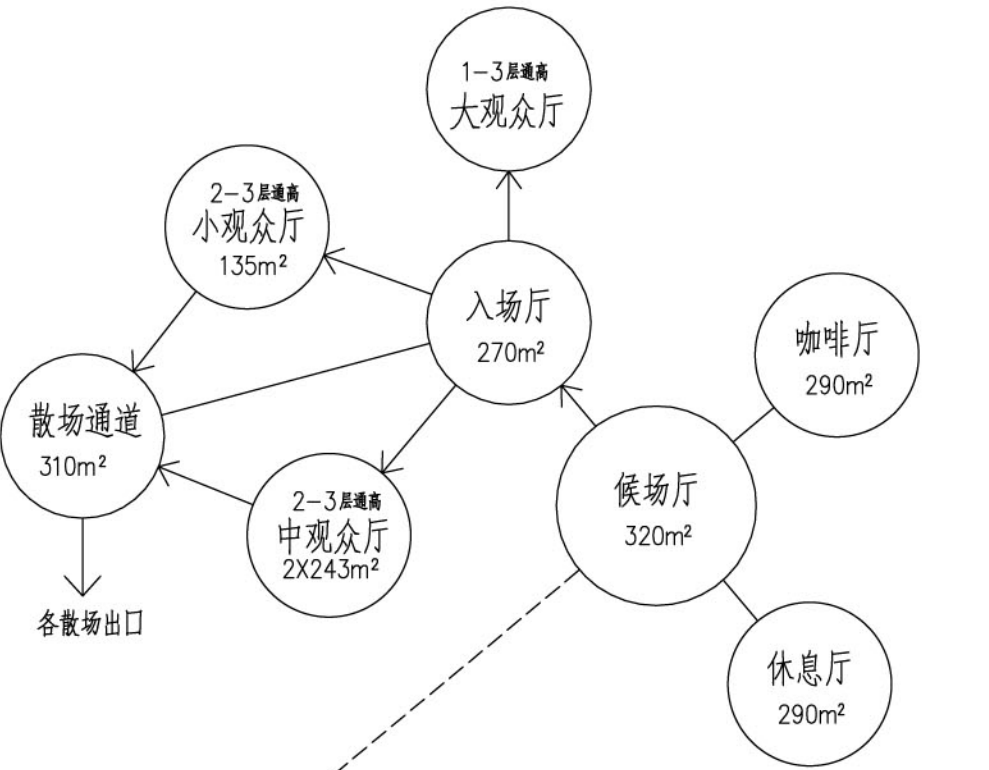 1-3层通高
大观众厅
2-3层通高
小观众厅
135m²
入场厅
270m²
咖啡厅
290m²
散场通道
310m²
候场厅
320m²
2-3层通高
中观众厅
2X243m²
各散场出口
休息厅
290m²